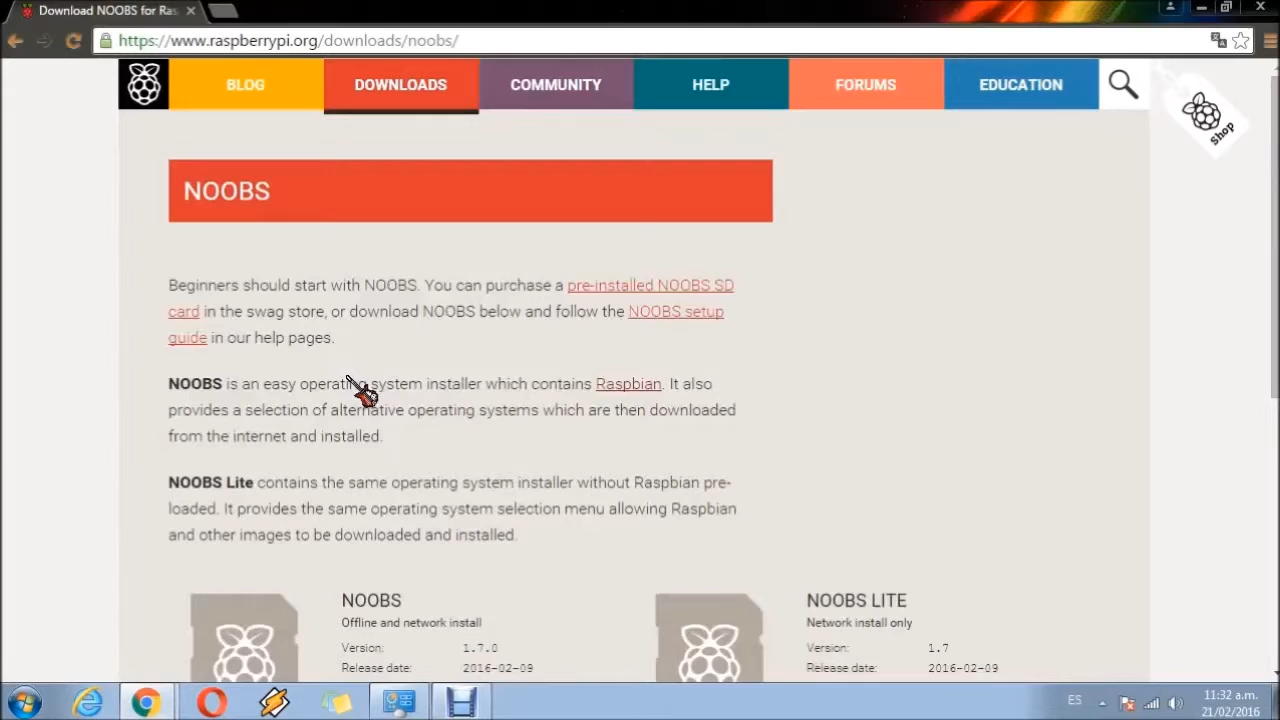 Download NOOBS for Ras
https://www.raspberrypi.org/downloads/noobs/
BLOG
DOWNLOADS
COMMUNITY
HELP
FORUMS
EDUCATION
Shop
NOOBS
Beginners should start with NOOBS. You can purchase a pre-installed NOOBS SD
card in the swag store, or download NOOBS below and follow the NOOBS setup
guide in our help pages.
NOOBS is an easy operating system installer which contains Raspbian. It also
provides a selection of alternative operating systems which are then downloaded
from the internet and installed.
NOOBS Lite contains the same operating system installer without Raspbian pre-
loaded. It provides the same operating system selection menu allowing Raspbian
and other images to be downloaded and installed.
NOOBS
Offline and network install
Version: 1.7.0
Release date: 2016-02-09
NOOBS LITE
Network install only
Version: 1.7
Release date: 2016-02-09
ES
11:32 a.m.
21/02/2016